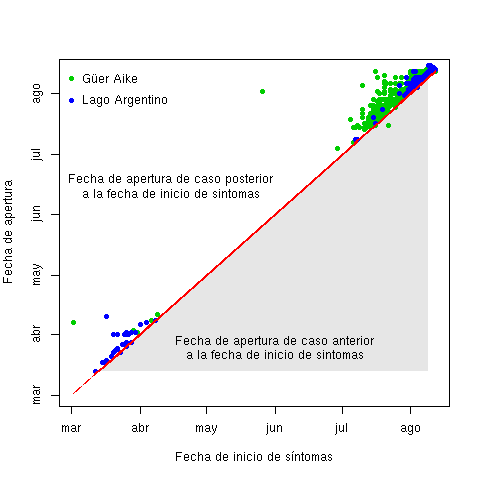 Güer Aike
Lago Argentino
Fecha de apertura de caso posterior
a la fecha de inicio de sintomas
Fecha de apertura de caso anterior
a la fecha de inicio de sintomas
Fecha de apertura
ago
jul
jun
may
abr
mar
mar abr may jun jul ago
Fecha de inicio de síntomas